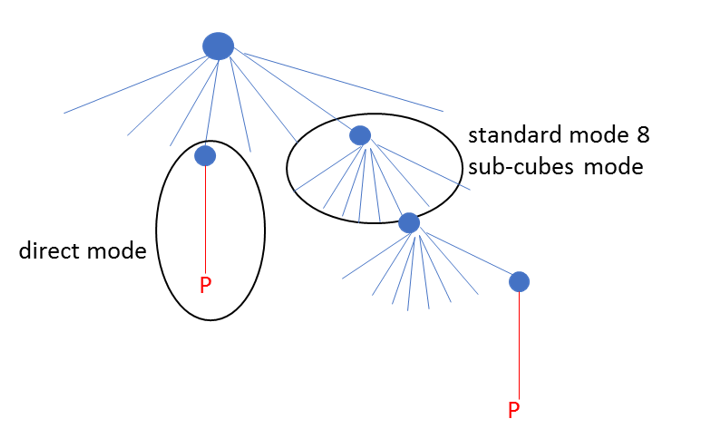 standard mode 8
sub-cubes mode
direct mode
P
P